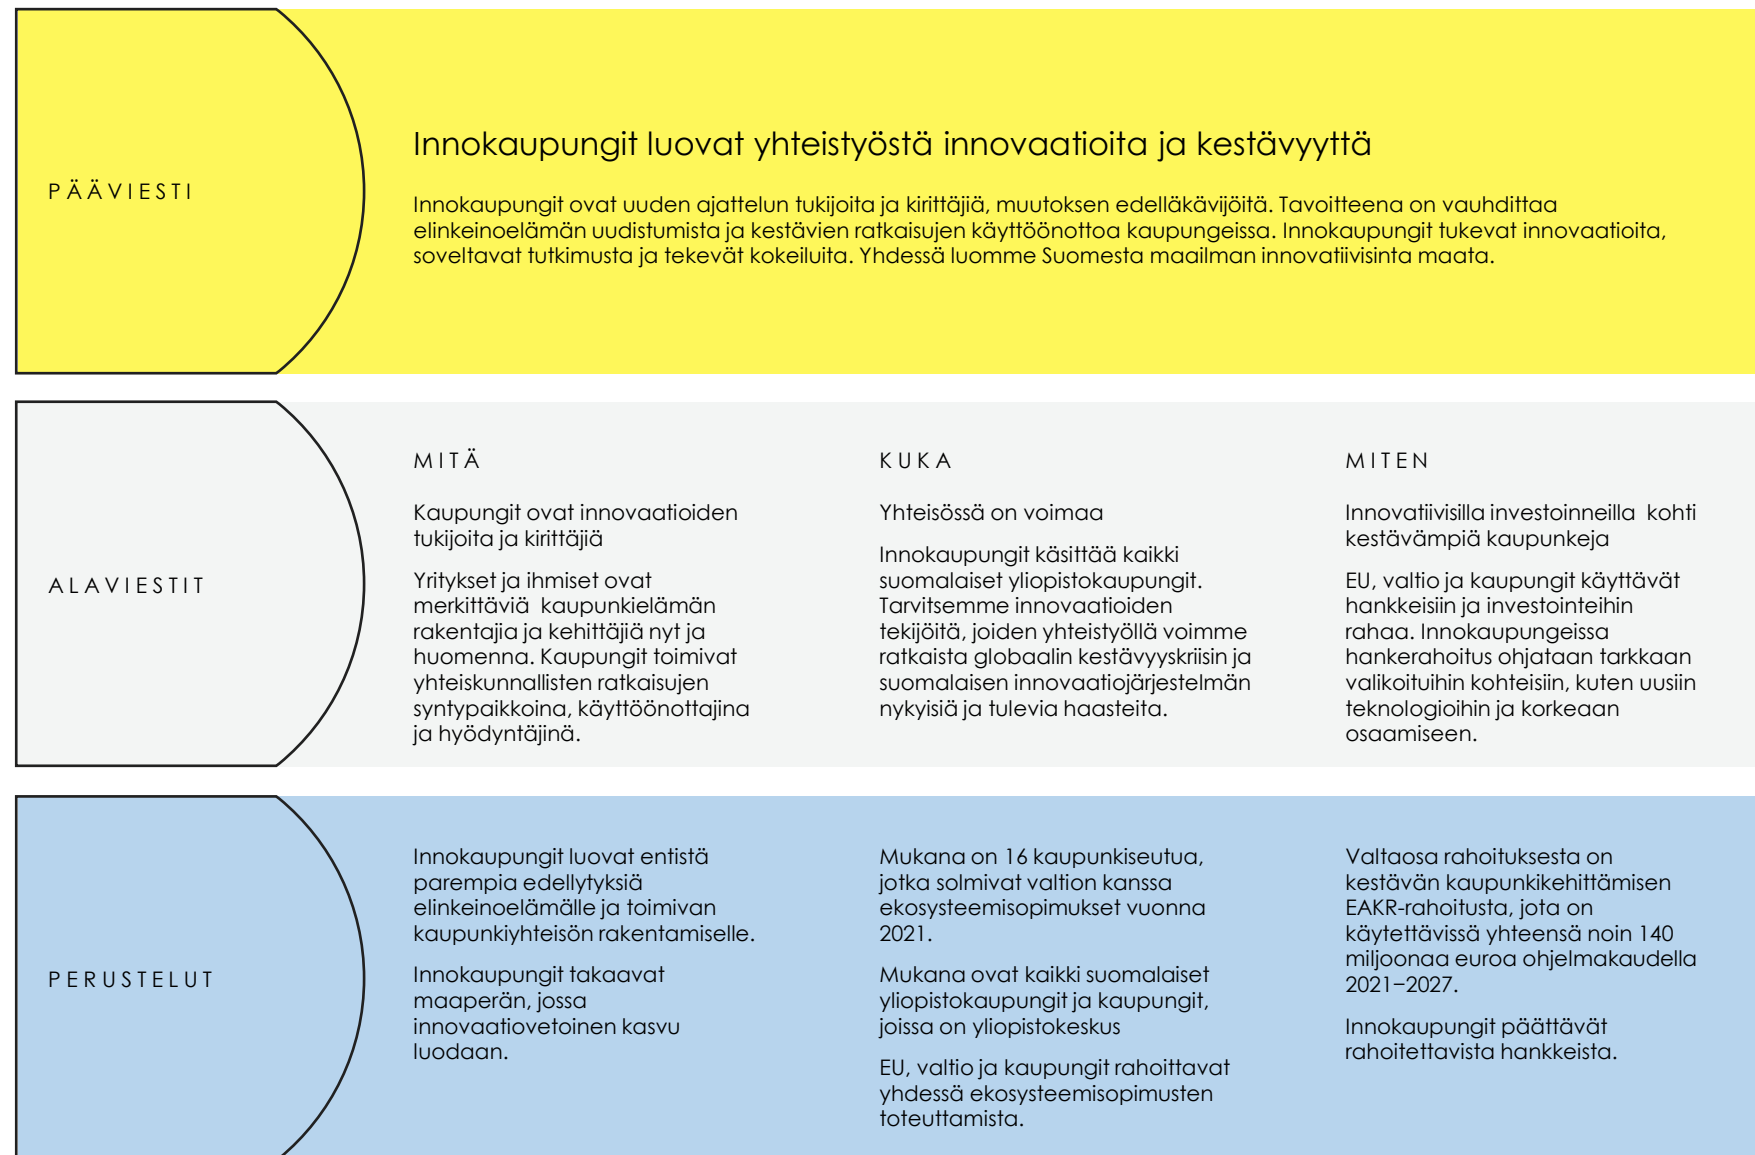 PÄÄVIESTI
Innokaupungit luovat yhteistyöstä innovaatioita ja kestävyyttä
Innokaupungit ovat uuden ajattelun tukijoita ja kirittäjiä, muutoksen edelläkävijöitä. Tavoitteena on vauhdittaa
elinkeinoelämän uudistumista ja kestävien ratkaisujen käyttöönottoa kaupungeissa. Innokaupungit tukevat innovaatioita,
soveltavat tutkimusta ja tekevät kokeiluita. Yhdessä luomme Suomesta maailman innovatiivisinta maata.
ALAVIESTIT
MITÄ
Kaupungit ovat innovaatioiden
tukijoita ja kirittäjiä
Yritykset ja ihmiset ovat
merkittäviä kaupunkielämän
rakentajia ja kehittäjiä nyt ja
huomenna. Kaupungit toimivat
yhteiskunnallisten ratkaisujen
syntypaikkoina, käyttöönottajina
ja hyödyntäjinä.
KUKA
Yhteisössä on voimaa
Innokaupungit käsittää kaikki
suomalaiset yliopistokaupungit.
Tarvitsemme innovaatioiden
tekijöitä, joiden yhteistyöllä voimme
ratkaista globaalin kestävyyskriisin ja
suomalaisen innovaatiojärjestelmän
nykyisiä ja tulevia haasteita.
MITEN
Innovatiivisilla investoinneilla kohti
kestävämpiä kaupunkeja
EU, valtio ja kaupungit käyttävät
hankkeisiin ja investointeihin
rahaa. Innokaupungeissa
hankerahoitus ohjataan tarkkaan
valikoituihin kohteisiin, kuten uusiin
teknologioihin ja korkeaan
osaamiseen.
PERUSTELUT
Innokaupungit luovat entistä
parempia edellytyksiä
elinkeinoelämälle ja toimivan
kaupunkiyhteisön rakentamiselle.
Innokaupungit takaavat
maaperän, jossa
innovaatiovetoinen kasvu
luodaan.
Mukana on 16 kaupunkiseutua,
jotka solmivat valtion kanssa
ekosysteemisopimukset vuonna
2021.
Mukana ovat kaikki suomalaiset
yliopistokaupungit ja kaupungit,
joissa on yliopistokeskus
EU, valtio ja kaupungit rahoittavat
yhdessä ekosysteemisopimusten
toteuttamista.
Valtaosa rahoituksesta on
kestävän kaupunkikehittämisen
EAKR-rahoitusta, jota on
käytettävissä yhteensä noin 140
miljoonaa euroa ohjelmakaudella
2021–2027.
Innokaupungit päättävät
rahoitettavista hankkeista.